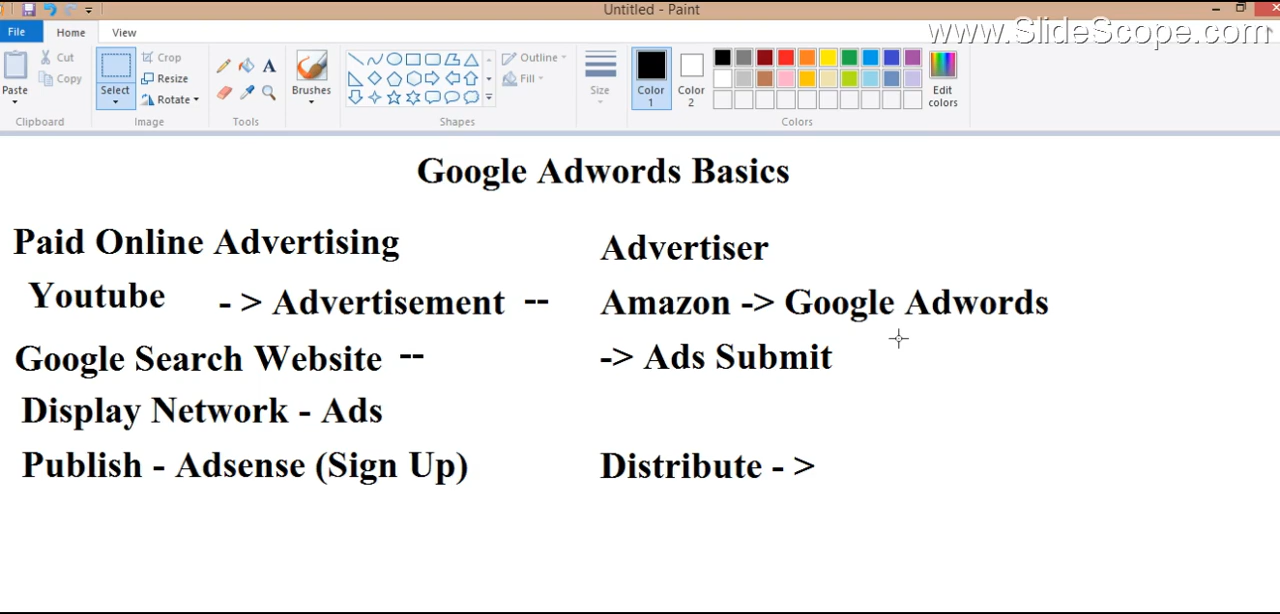 Untitled - Paint
www.SlideScope.com
File Home View
Paste Cut Copy Select Crop Resize Rotate Brushes Outline Fill Size Color 1 Color 2 Edit colors
Clipboard Image Tools Shapes Colors
Google Adwords Basics
Paid Online Advertising
Youtube - > Advertisement --
Google Search Website --
Display Network - Ads
Publish - Adsense (Sign Up)
Advertiser
Amazon -> Google Adwords
-> Ads Submit
Distribute - >